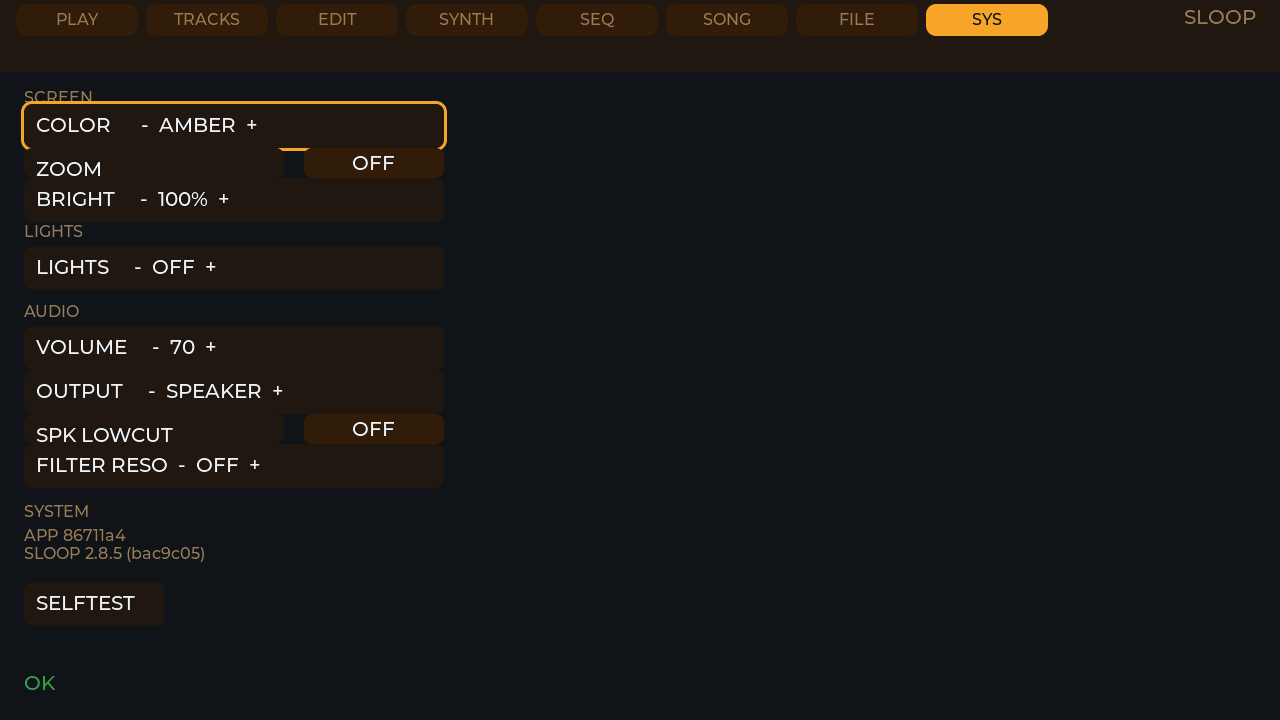 PLAY TRACKS EDIT SYNTH SEQ SONG FILE SYS SLOOP
SCREEN
COLOR - AMBER +
ZOOM OFF
BRIGHT - 100% +
LIGHTS
LIGHTS - OFF +
AUDIO
VOLUME - 70 +
OUTPUT - SPEAKER +
SPK LOWCUT OFF
FILTER RESO - OFF +
SYSTEM
APP 86711a4
SLOOP 2.8.5 (bac9c05)
SELFTEST
OK